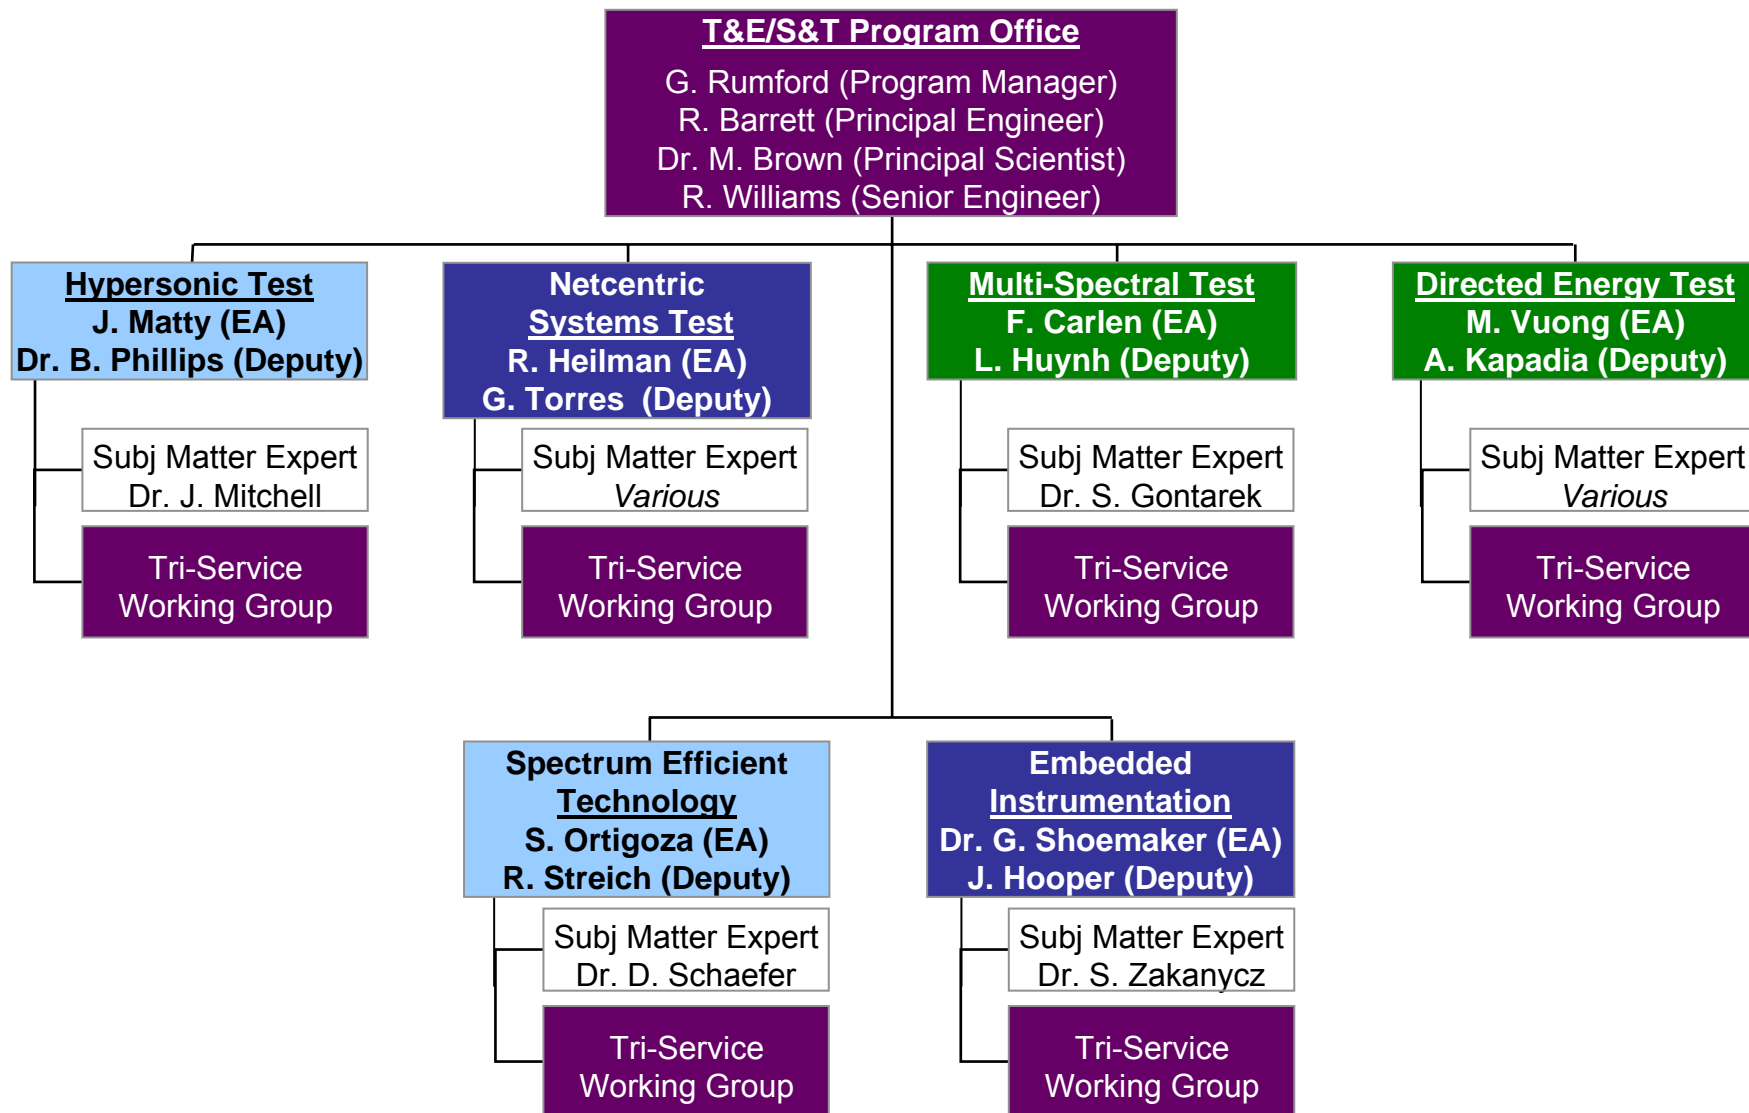 T&E/S&T Program Office
G. Rumford (Program Manager)
R. Barrett (Principal Engineer)
Dr. M. Brown (Principal Scientist)
R. Williams (Senior Engineer)
Hypersonic Test
J. Matty (EA)
Dr. B. Phillips (Deputy)
Subj Matter Expert
Dr. J. Mitchell
Tri-Service
Working Group
Netcentric
Systems Test
R. Heilman (EA)
G. Torres (Deputy)
Subj Matter Expert
Various
Tri-Service
Working Group
Multi-Spectral Test
F. Carlen (EA)
L. Huynh (Deputy)
Subj Matter Expert
Dr. S. Gontarek
Tri-Service
Working Group
Directed Energy Test
M. Vuong (EA)
A. Kapadia (Deputy)
Subj Matter Expert
Various
Tri-Service
Working Group
Spectrum Efficient
Technology
S. Ortigoza (EA)
R. Streich (Deputy)
Subj Matter Expert
Dr. D. Schaefer
Tri-Service
Working Group
Embedded
Instrumentation
Dr. G. Shoemaker (EA)
J. Hooper (Deputy)
Subj Matter Expert
Dr. S. Zakanycz
Tri-Service
Working Group